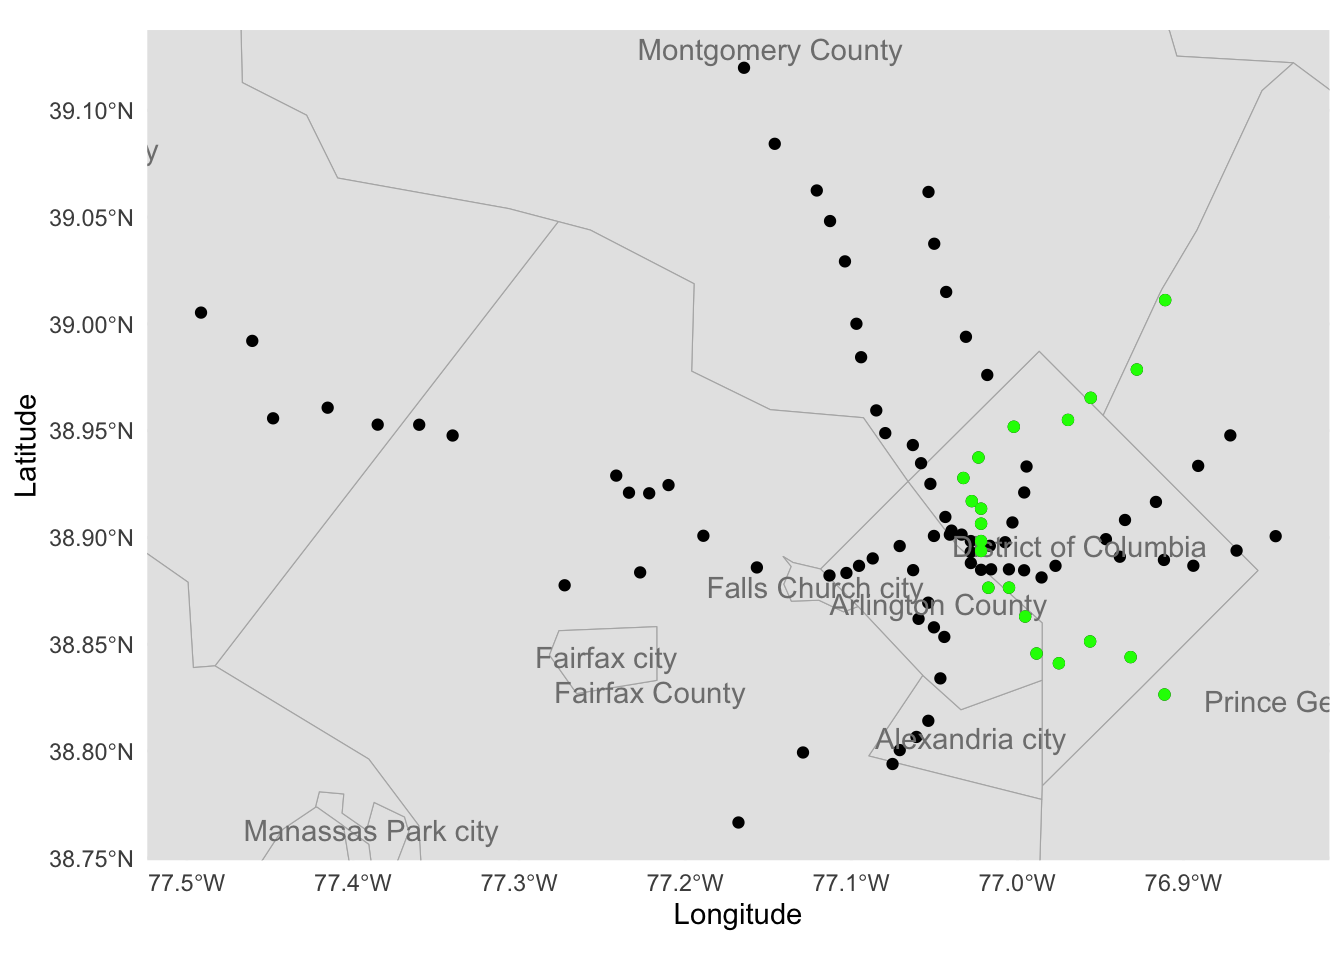 Montgomery County
39.10°N
y
39.05°N
39.00°N
38.95°N
Latitude
38.90°N
District of Columbia
Falls Church city
Arlington County
38.85°N
Fairfax city
Fairfax County
Prince Ge
38.80°N
Alexandria city
Manassas Park city
38.75°N
77.5°W 77.4°W 77.3°W 77.2°W 77.1°W 77.0°W 76.9°W
Longitude